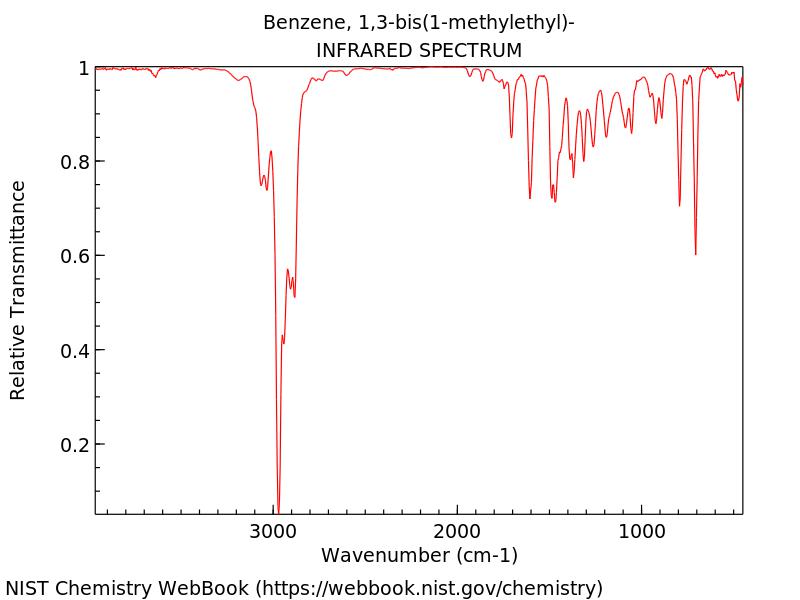 Benzene, 1,3-bis(1-methylethyl)-
INFRARED SPECTRUM
1
0.8
0.6
0.4
0.2
Relative Transmittance
3000 2000 1000
Wavenumber (cm-1)
NIST Chemistry WebBook (https://webbook.nist.gov/chemistry)